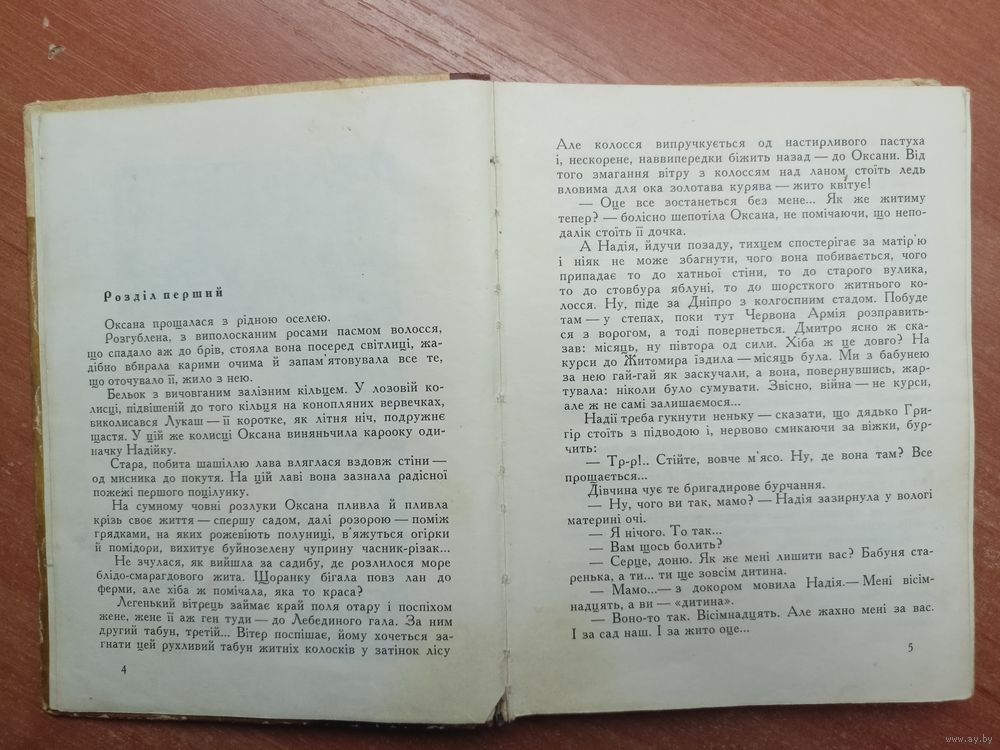 Розділ перший
Оксана прощалася з рідною оселею.
Розгублена, з виполосканим росами пасмом волосся,
що спадало аж до брів, стояла вона посеред світлиці, жа-
дібно вбирала карими очима й запам'ятовувала все те,
що оточувало її, жило з нею.
Бельок з вичовганим залізним кільцем. У лозовій ко-
лисці, підвішеній до того кільця на конопляних вервечках,
виколисався Лукаш — її коротке, як літня ніч, подружнє
щастя. У цій же колисці Оксана виняньчила карооку оди-
начку Надійку.
Стара, побита шашіллю лава вляглася вздовж стіни —
од мисника до покутя. На цій лаві вона зазнала радісної
пожежі першого поцілунку.
На сумному човні розлуки Оксана пливла й пливла
крізь своє життя — спершу садом, далі розорою — поміж
грядками, на яких рожевіють полуниці, в'яжуться огірки
й помідори, вихитує буйнозелену чуприну часник-різак...
Не зчулася, як вийшла за садибу, де розлилося море
блідо-смарагдового жита. Щоранку бігала повз лан до
ферми, але хіба ж помічала, яка то краса?
Легенький вітрець займає край поля отару і поспіхом
жене, жене її аж ген туди — до Лебединого гала. За ним
другий табун, третій... Вітер поспішає, йому хочеться за-
гнати цей рухливий табун житніх колосків у затінок лісу
4
Але колосся випручкується од настирливого пастуха
і, нескорене, наввипередки біжить назад — до Оксани. Від
того змагання вітру з колоссям над ланом стоїть ледь
вловима для ока золотава курява — жито квітує!
— Оце все зостанеться без мене... Як же житиму
тепер? — болісно шепотіла Оксана, не помічаючи, що непо-
далік стоїть її дочка.
А Надія, йдучи позаду, тихцем спостерігає за матір'ю
і ніяк не може збагнути, чого вона побивається, чого
припадає то до хатньої стіни, то до старого вулика,
то до стовбура яблуні, то до шорсткого житнього ко-
лосся. Ну, піде за Дніпро з колгоспним стадом. Побуде
там — у степах, поки тут Червона Армія розправить-
ся з ворогом, а тоді повернеться. Дмитро ясно ж ска-
зав: місяць, ну півтора од сили. Хіба ж це довго? На
курси до Житомира їздила — місяць була. Ми з бабунею
за нею гай-гай як заскучали, а вона, повернувшись, жар-
тувала: ніколи було сумувати. Звісно, війна — не курси,
але ж не самі залишаємося...
Надії треба гукнути неньку — сказати, що дядько Гри-
гір стоїть з підводою і, нервово смикаючи за віжки, бур-
чить:
— Тр-р!.. Стійте, вовче м'ясо. Ну, де вона там? Все
прощається...
Дівчина чує те бригадирове бурчання.
— Ну, чого ви так, мамо? — Надія зазирнула у вологі
материні очі.
— Я нічого. То так...
— Вам щось болить?
— Серце, доню. Як же мені лишити вас? Бабуня ста-
ренька, а ти... ти ще зовсім дитина.
— Мамо...— з докором мовила Надія.— Мені вісім-
надцять, а ви — «дитина».
— Воно-то так. Вісімнадцять. Але жахно мені за вас.
І за сад наш. І за жито оце...
5
www.ay.by